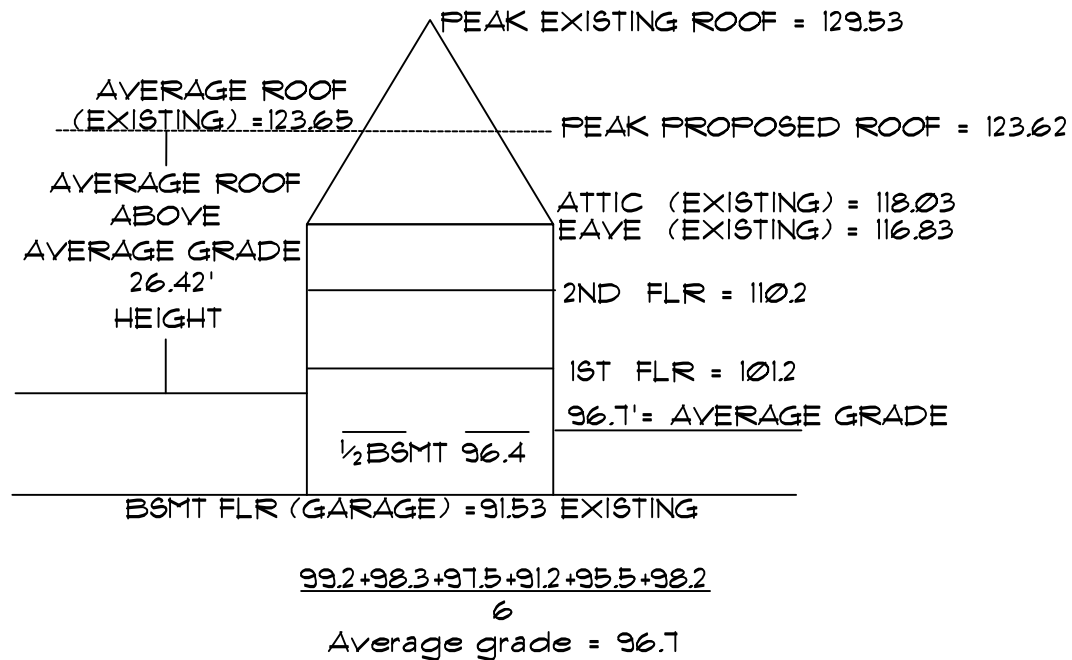 PEAK EXISTING ROOF = 129.53
AVERAGE ROOF
(EXISTING) = 123.65
PEAK PROPOSED ROOF = 123.62
AVERAGE ROOF
ABOVE
AVERAGE GRADE
26.42'
HEIGHT
ATTIC (EXISTING) = 118.03
EAVE (EXISTING) = 116.83
2ND FLR = 110.2
1ST FLR = 101.2
96.7' = AVERAGE GRADE
½ BSMT 96.4
BSMT FLR (GARAGE) = 91.53 EXISTING
99.2+98.3+97.5+91.2+95.5+98.2
6
Average grade = 96.7